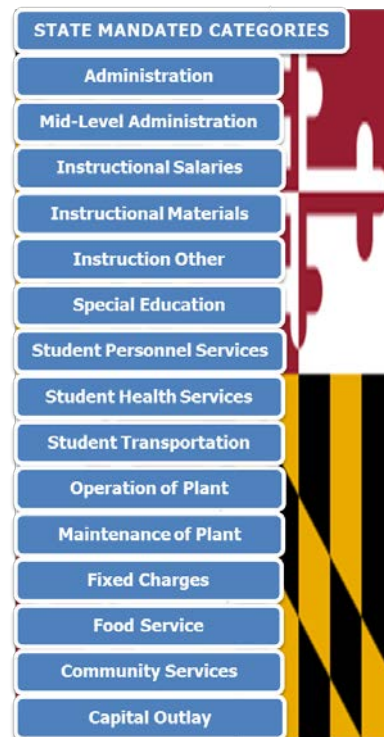 STATE MANDATED CATEGORIES
Administration
Mid-Level Administration
Instructional Salaries
Instructional Materials
Instruction Other
Special Education
Student Personnel Services
Student Health Services
Student Transportation
Operation of Plant
Maintenance of Plant
Fixed Charges
Food Service
Community Services
Capital Outlay